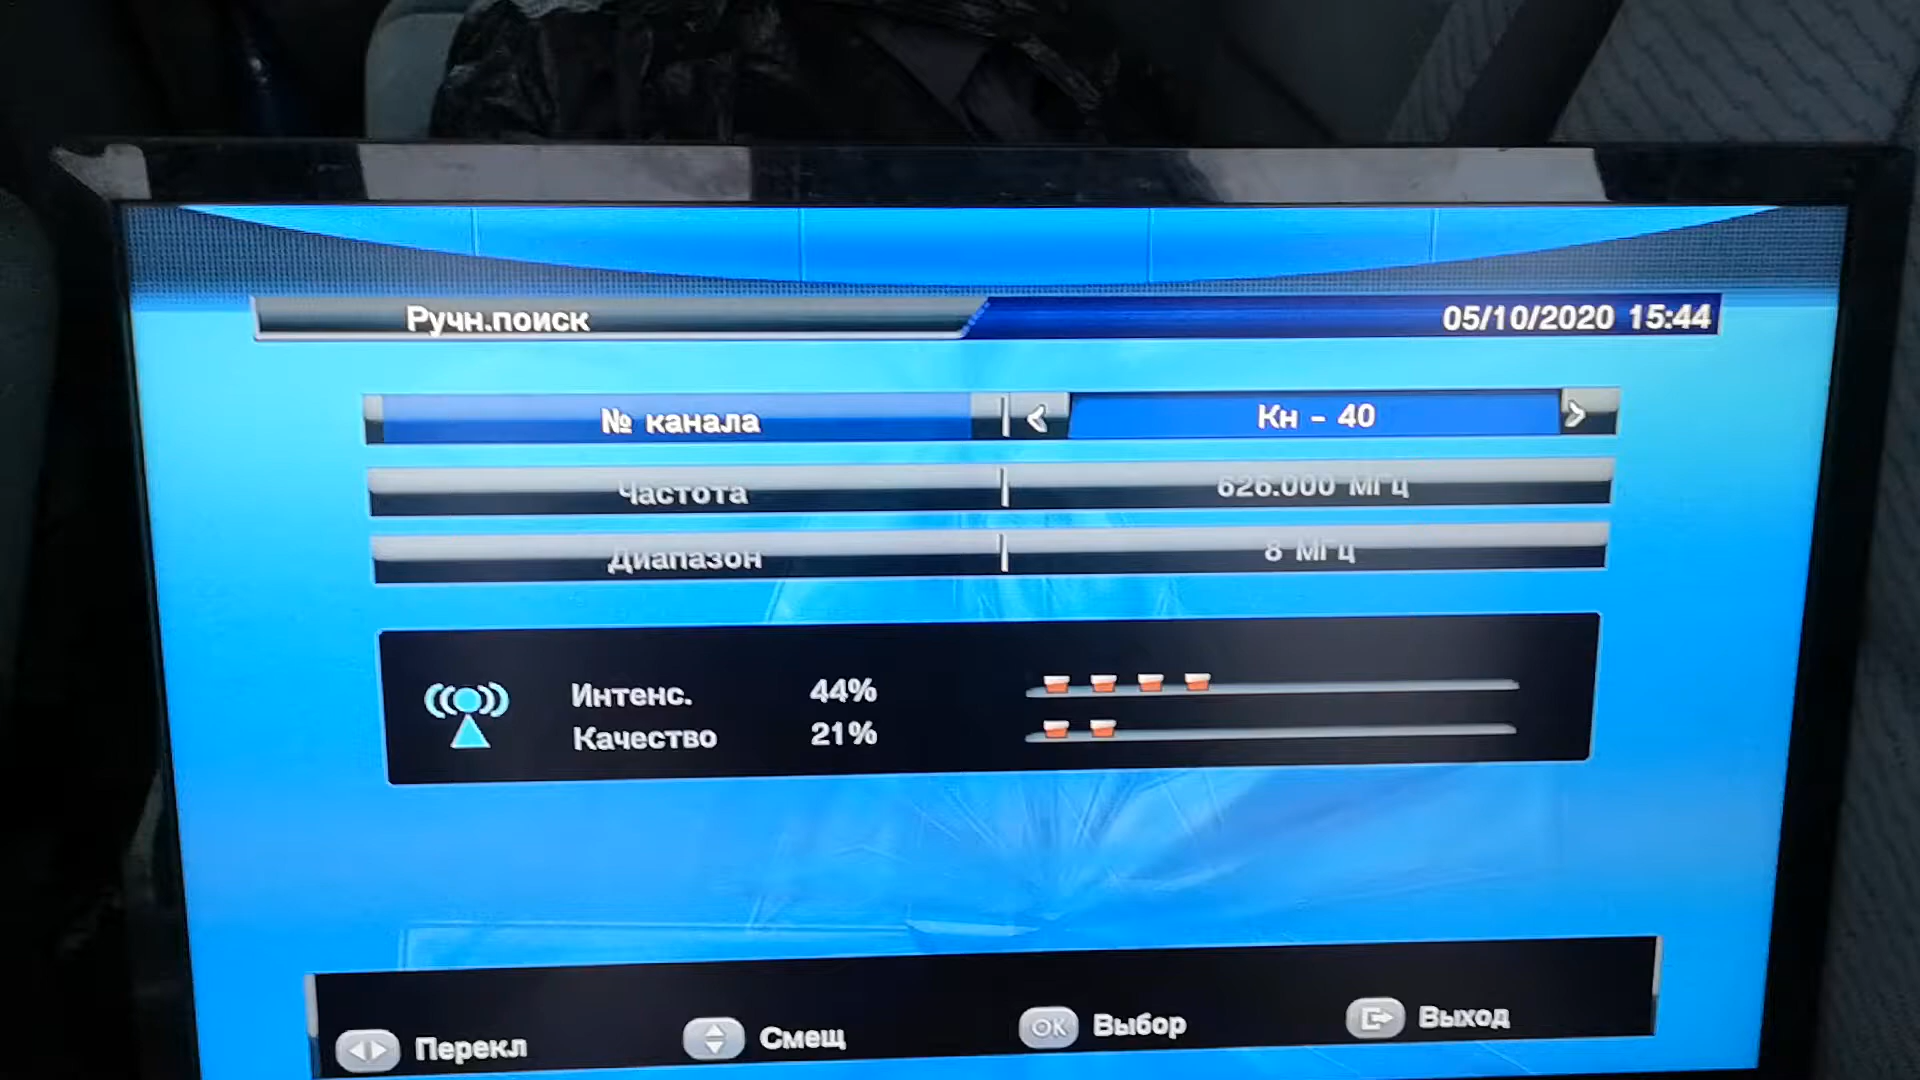 Ручн.поиск 05/10/2020 15:44
№ канала Кн - 40
Частота 626.000 МГц
Диапазон 8 МГц
Интенс. 44%
Качество 21%
Перекл Смещ OK Выбор Выход